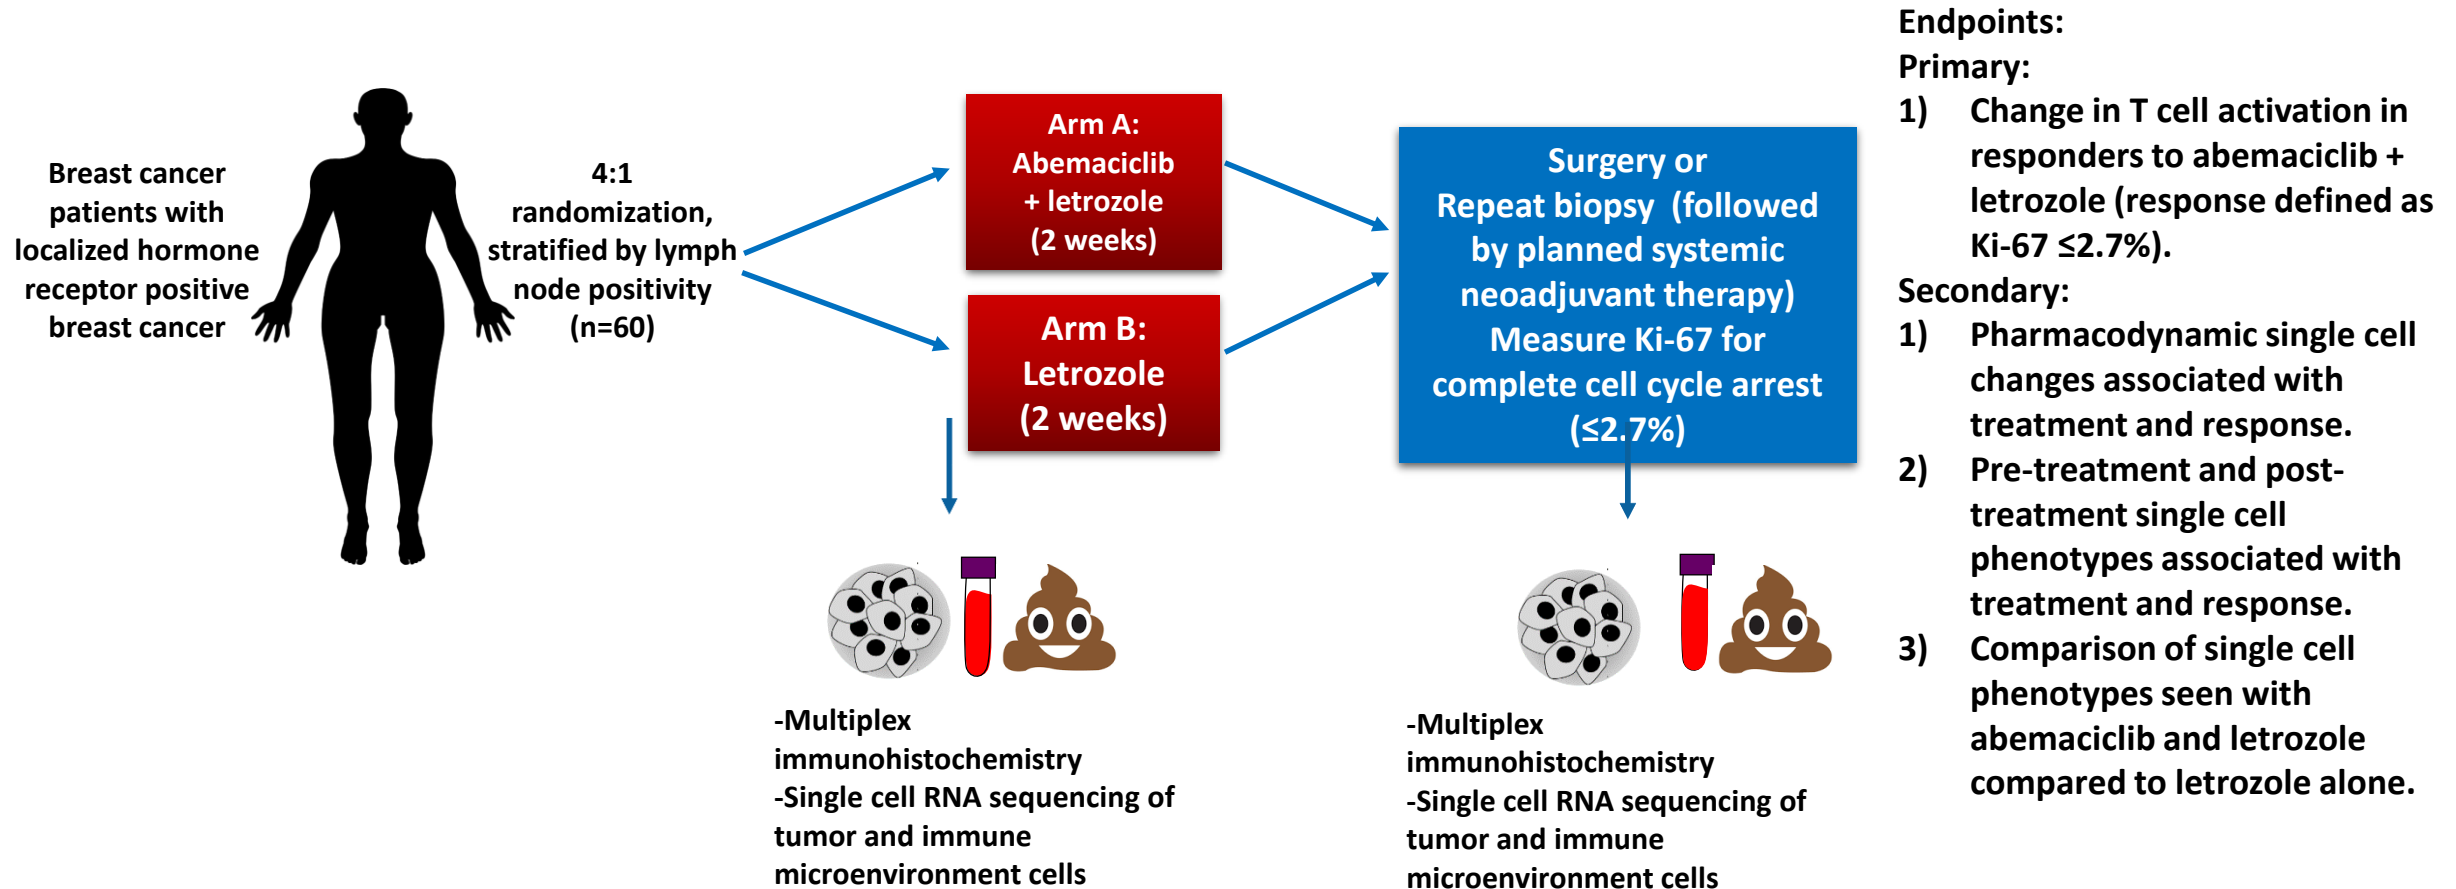 Breast cancer
patients with
localized hormone
receptor positive
breast cancer
4:1
randomization,
stratified by lymph
node positivity
(n=60)
Arm A:
Abemaciclib
+ letrozole
(2 weeks)
Arm B:
Letrozole
(2 weeks)
-Multiplex
immunohistochemistry
-Single cell RNA sequencing of
tumor and immune
microenvironment cells
Surgery or
Repeat biopsy (followed
by planned systemic
neoadjuvant therapy)
Measure Ki-67 for
complete cell cycle arrest
(≤2.7%)
-Multiplex
immunohistochemistry
-Single cell RNA sequencing of
tumor and immune
microenvironment cells
Endpoints:
Primary:
1) Change in T cell activation in
responders to abemaciclib +
letrozole (response defined as
Ki-67 ≤2.7%).
Secondary:
1) Pharmacodynamic single cell
changes associated with
treatment and response.
2) Pre-treatment and post-
treatment single cell
phenotypes associated with
treatment and response.
3) Comparison of single cell
phenotypes seen with
abemaciclib and letrozole
compared to letrozole alone.